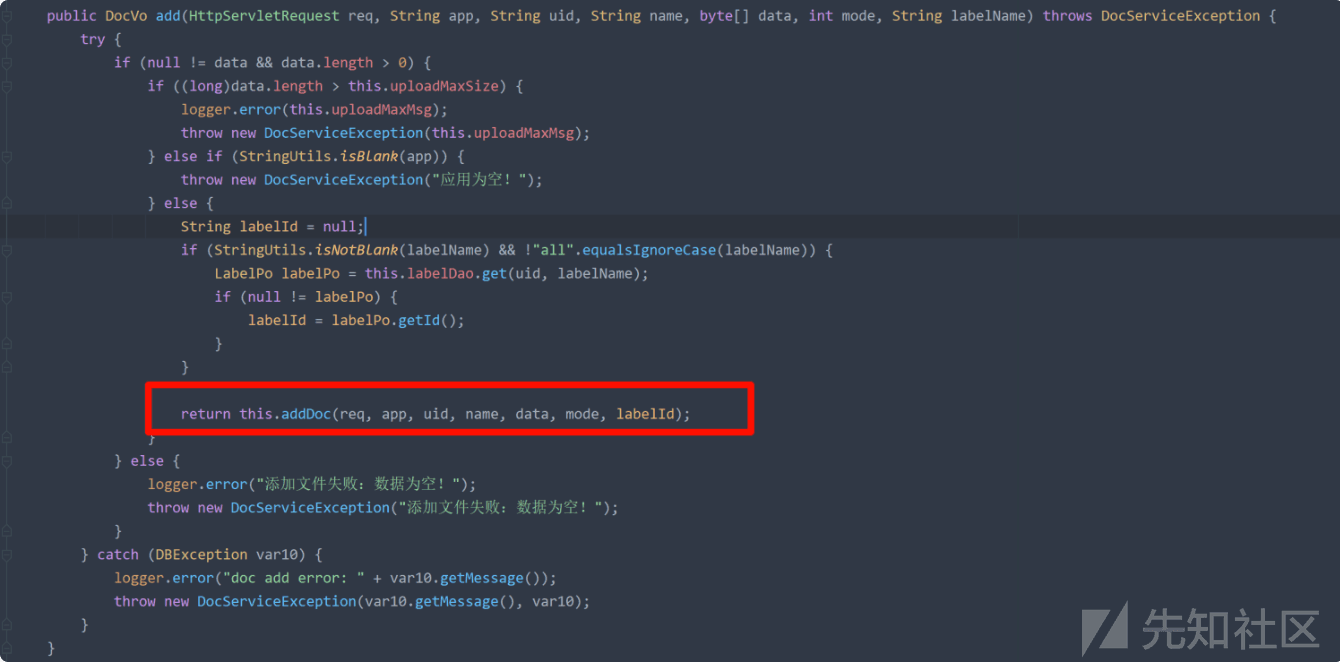 public DocVo add(HttpServletRequest req, String app, String uid, String name, byte[] data, int mode, String labelName) throws DocServiceException {
try {
if (null != data && data.length > 0) {
if ((long)data.length > this.uploadMaxSize) {
logger.error(this.uploadMaxMsg);
throw new DocServiceException(this.uploadMaxMsg);
} else if (StringUtils.isBlank(app)) {
throw new DocServiceException("应用为空！");
} else {
String labelId = null;
if (StringUtils.isNotBlank(labelName) && !"all".equalsIgnoreCase(labelName)) {
LabelPo labelPo = this.labelDao.get(uid, labelName);
if (null != labelPo) {
labelId = labelPo.getId();
}
}
return this.addDoc(req, app, uid, name, data, mode, labelId);
}
} else {
logger.error("添加文件失败：数据为空！");
throw new DocServiceException("添加文件失败：数据为空！");
}
} catch (DBException var10) {
logger.error("doc add error: " + var10.getMessage());
throw new DocServiceException(var10.getMessage(), var10);
}
}
先知社区